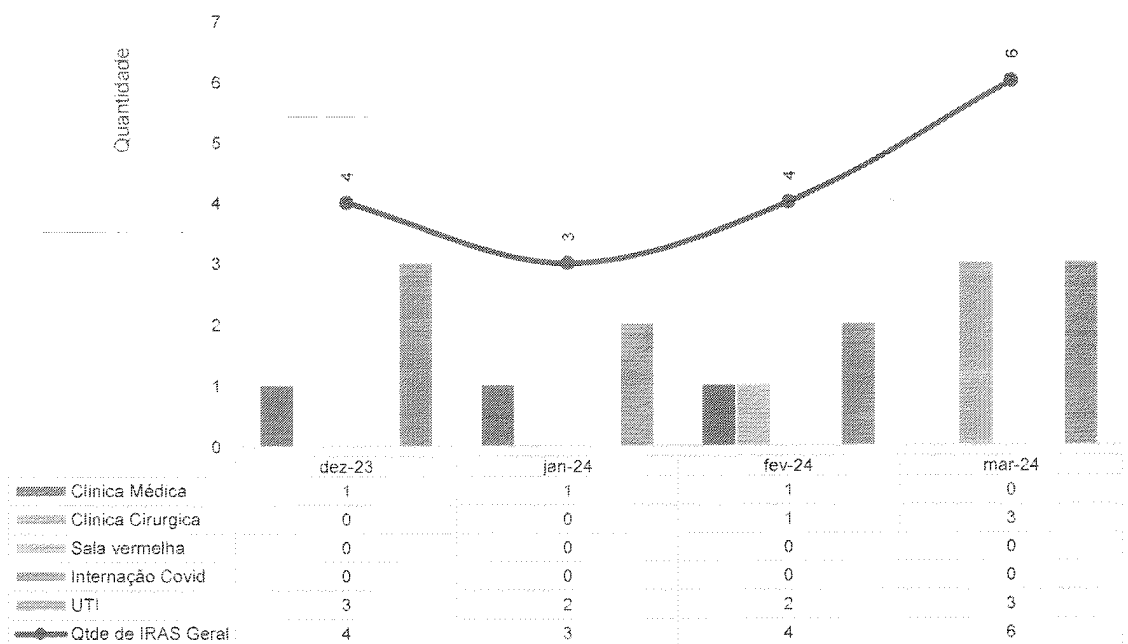 Quantidade
7
6
5
4
3
2
1
0
4
3
4
6
dez-23 jan-24 fev-24 mar-24
Clinica Médica 1 1 1 0
Clinica Cirurgica 0 0 1 3
Sala vermelha 0 0 0 0
Internação Covid 0 0 0 0
UTI 3 2 2 3
Qtde de IRAS Geral 4 3 4 6